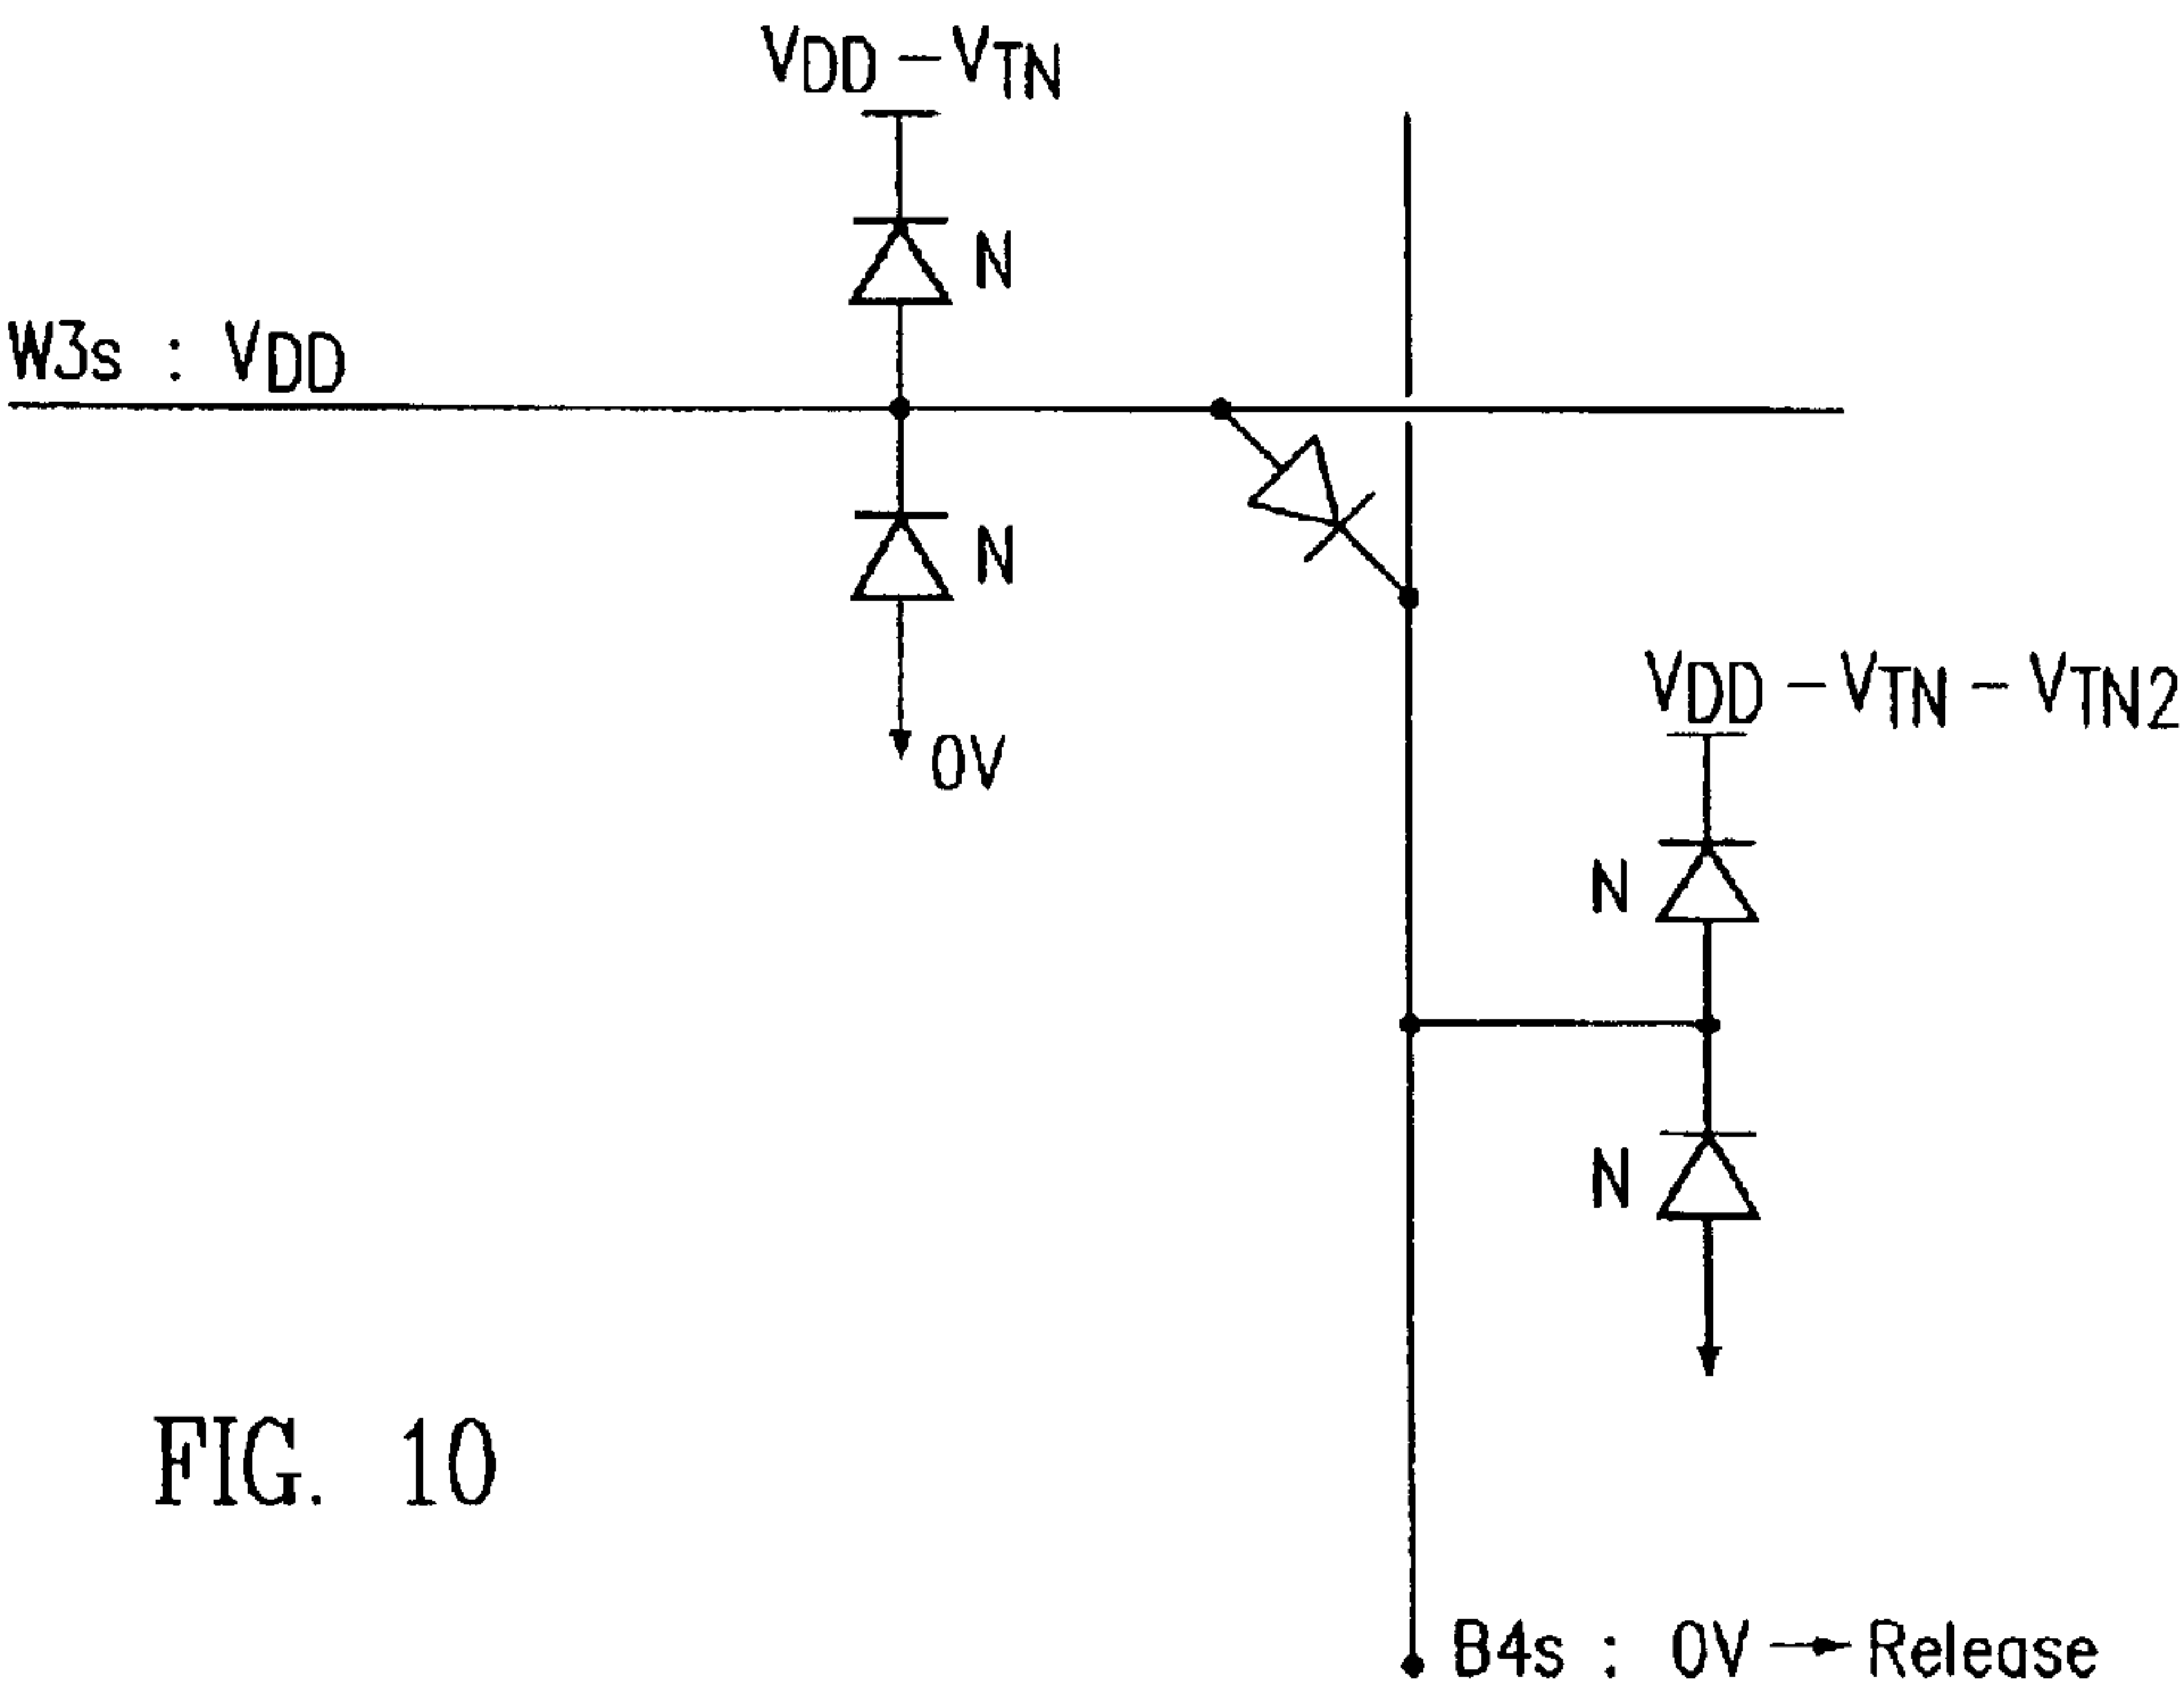 VDD – VTN
N
W3s : VDD
N
0V
VDD – VTN – VTN2
N
N
FIG. 10
B4s : 0V → Release